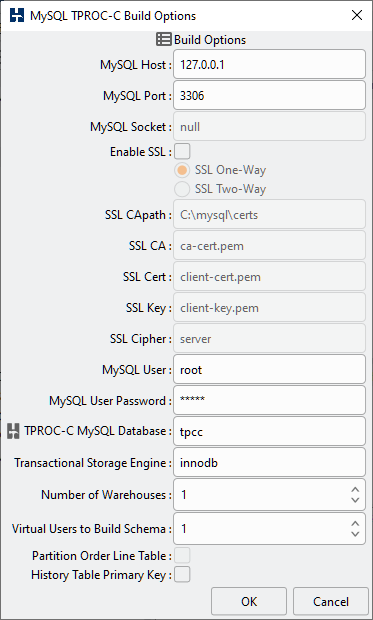 MySQL TPROC-C Build Options
Build Options
MySQL Host : 127.0.0.1
MySQL Port : 3306
MySQL Socket : null
Enable SSL :
SSL One-Way
SSL Two-Way
SSL CApath : C:\mysql\certs
SSL CA : ca-cert.pem
SSL Cert : client-cert.pem
SSL Key : client-key.pem
SSL Cipher : server
MySQL User : root
MySQL User Password : *****
TPROC-C MySQL Database : tpcc
Transactional Storage Engine : innodb
Number of Warehouses : 1
Virtual Users to Build Schema : 1
Partition Order Line Table :
History Table Primary Key :
OK Cancel